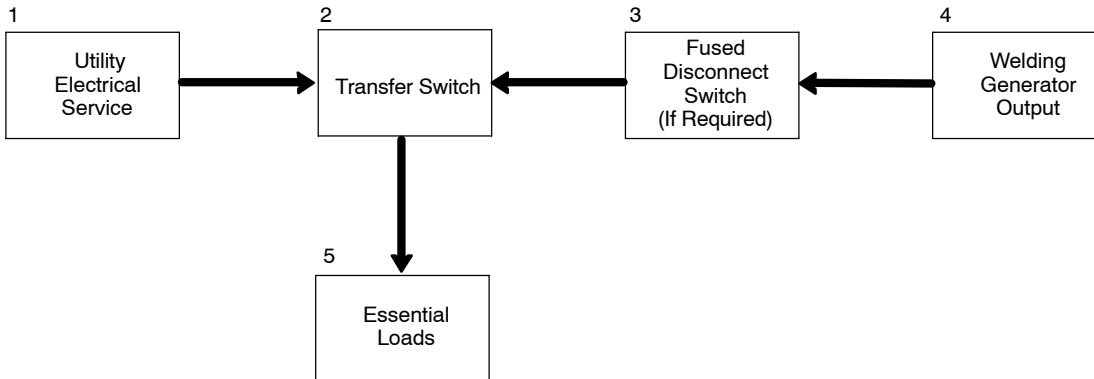 1
Utility
Electrical
Service
2
Transfer Switch
3
Fused
Disconnect
Switch
(If Required)
4
Welding
Generator
Output
5
Essential
Loads